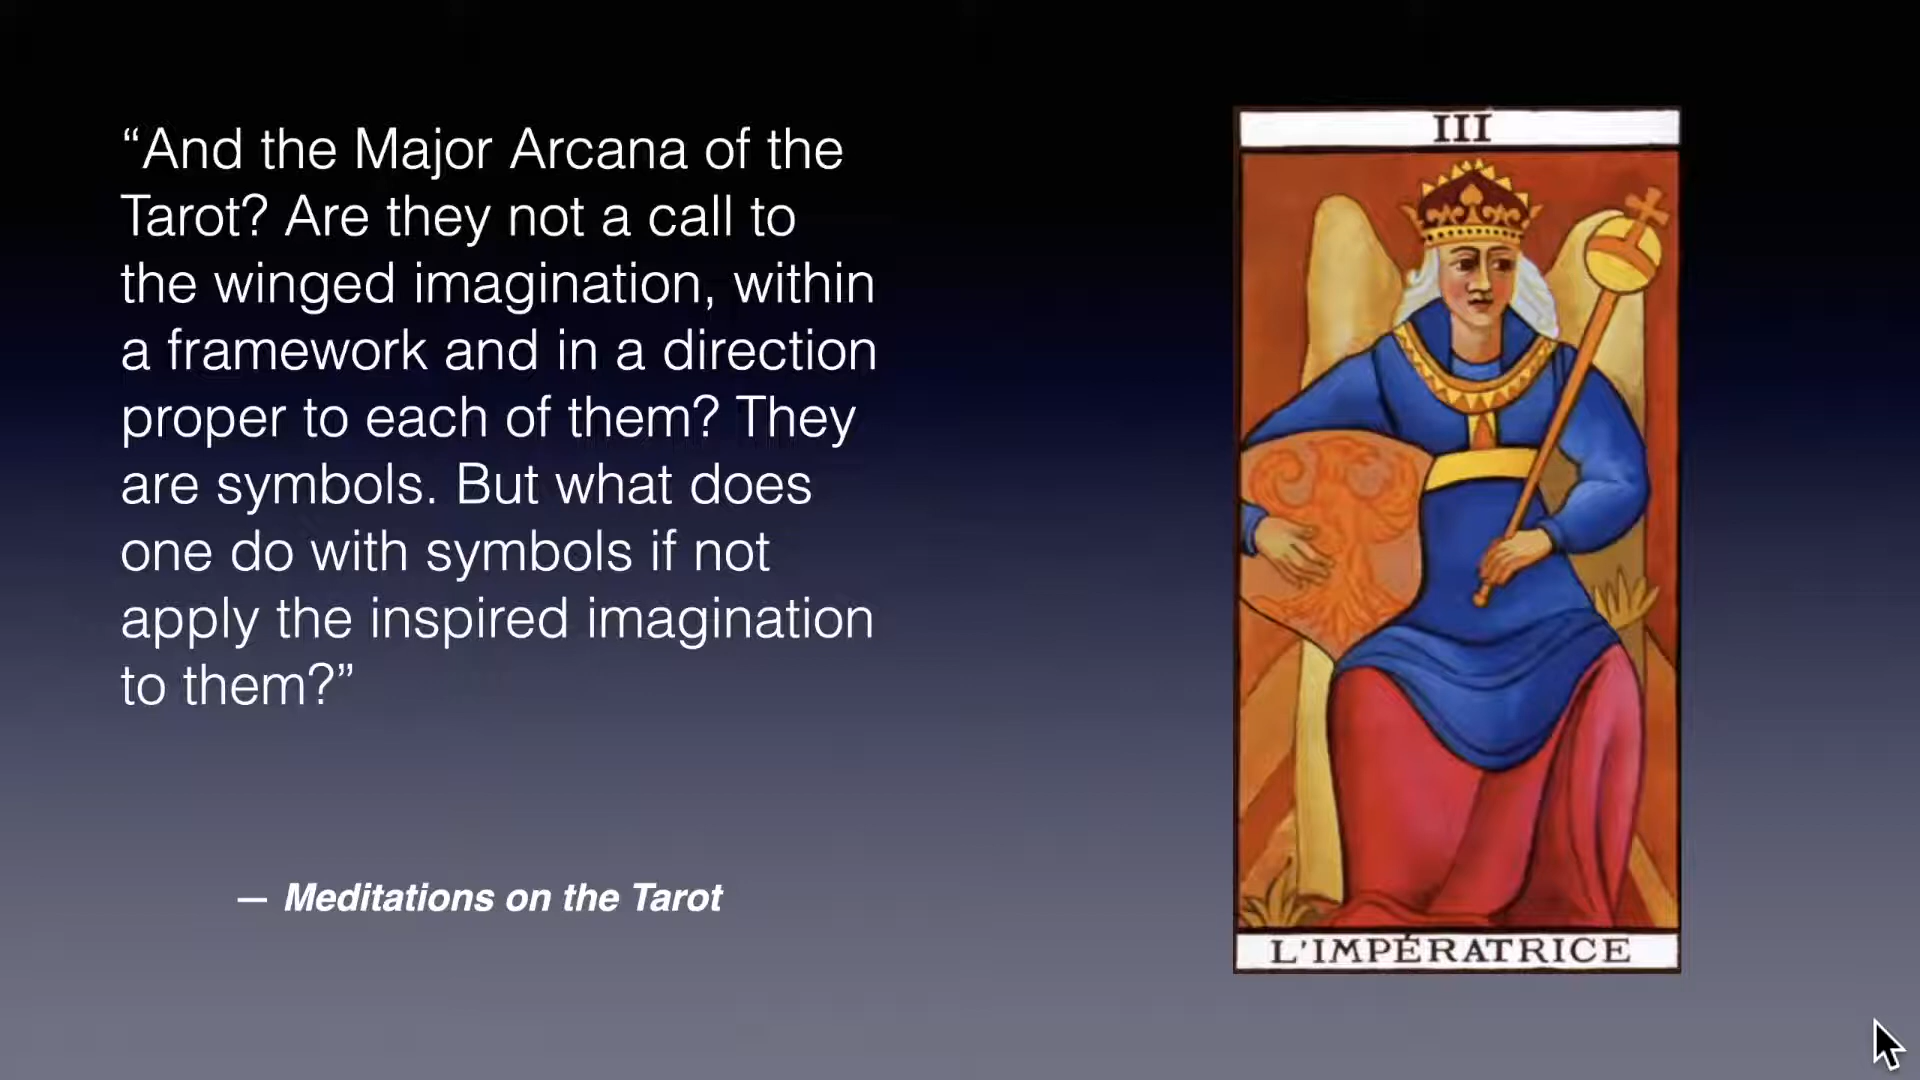 “And the Major Arcana of the
Tarot? Are they not a call to
the winged imagination, within
a framework and in a direction
proper to each of them? They
are symbols. But what does
one do with symbols if not
apply the inspired imagination
to them?”
— Meditations on the Tarot
III
L'IMPÉRATRICE